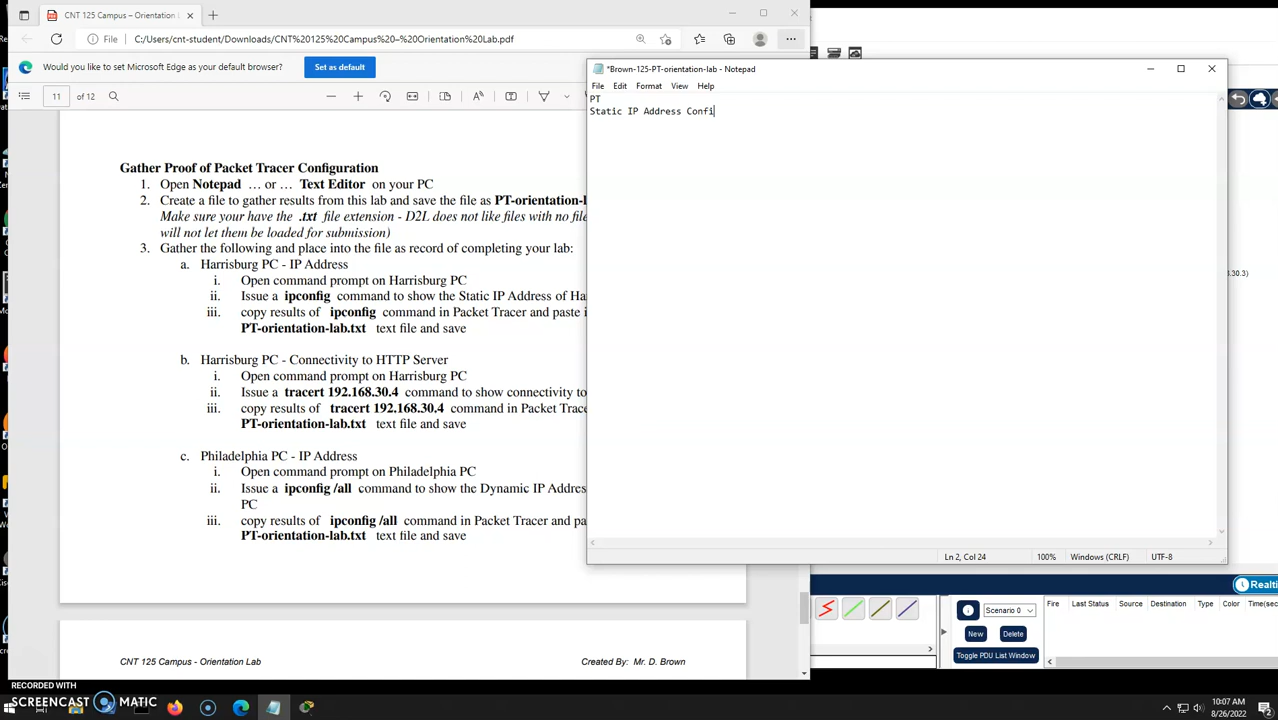 CNT 125 Campus – Orientation L
File
C:/Users/cnt-student/Downloads/CNT%20125%20Campus%20–%20Orientation%20Lab.pdf
Would you like to set Microsoft Edge as your default browser?
Set as default
11
of 12
Gather Proof of Packet Tracer Configuration
1. Open Notepad … or … Text Editor on your PC
2. Create a file to gather results from this lab and save the file as PT-orientation-l
Make sure your have the .txt file extension - D2L does not like files with no file
will not let them be loaded for submission)
3. Gather the following and place into the file as record of completing your lab:
a. Harrisburg PC - IP Address
i. Open command prompt on Harrisburg PC
ii. Issue a ipconfig command to show the Static IP Address of Ha
iii. copy results of ipconfig command in Packet Tracer and paste i
PT-orientation-lab.txt text file and save
b. Harrisburg PC - Connectivity to HTTP Server
i. Open command prompt on Harrisburg PC
ii. Issue a tracert 192.168.30.4 command to show connectivity to
iii. copy results of tracert 192.168.30.4 command in Packet Trace
PT-orientation-lab.txt text file and save
c. Philadelphia PC - IP Address
i. Open command prompt on Philadelphia PC
ii. Issue a ipconfig /all command to show the Dynamic IP Addres
PC
iii. copy results of ipconfig /all command in Packet Tracer and pa
PT-orientation-lab.txt text file and save
CNT 125 Campus - Orientation Lab
Created By: Mr. D. Brown
*Brown-125-PT-orientation-lab - Notepad
File Edit Format View Help
PT
Static IP Address Confi
Ln 2, Col 24
100%
Windows (CRLF)
UTF-8
.30.3)
Realti
Scenario 0
Fire Last Status Source Destination Type Color Time(sec
New
Delete
Toggle PDU List Window
RECORDED WITH
SCREENCAST MATIC
10:07 AM
8/26/2022
2